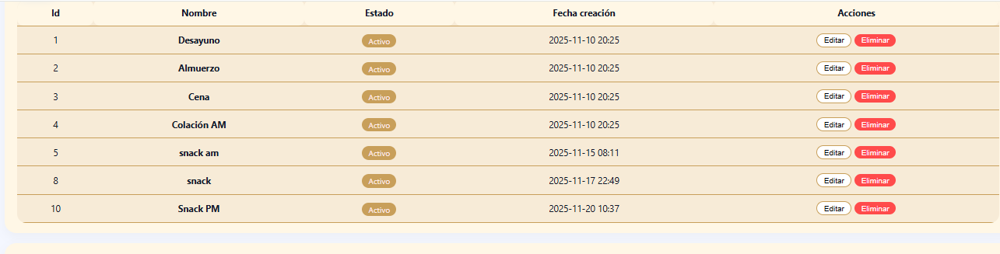 Id Nombre Estado Fecha creación Acciones
1 Desayuno Activo 2025-11-10 20:25 Editar Eliminar
2 Almuerzo Activo 2025-11-10 20:25 Editar Eliminar
3 Cena Activo 2025-11-10 20:25 Editar Eliminar
4 Colación AM Activo 2025-11-10 20:25 Editar Eliminar
5 snack am Activo 2025-11-15 08:11 Editar Eliminar
8 snack Activo 2025-11-17 22:49 Editar Eliminar
10 Snack PM Activo 2025-11-20 10:37 Editar Eliminar